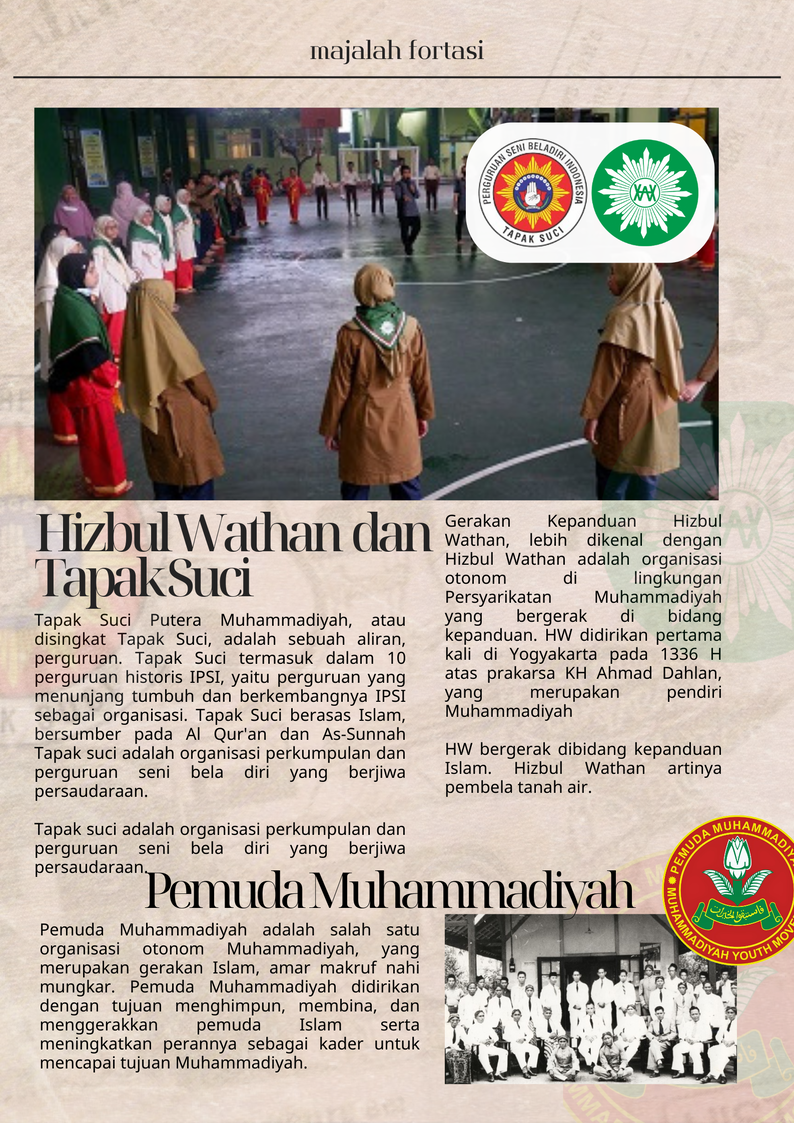 majalah fortasi
PERGURUAN SENI BELADIRI INDONESIA
TAPAK SUCI
Hizbul Wathan dan
Tapak Suci
Tapak Suci Putera Muhammadiyah, atau
disingkat Tapak Suci, adalah sebuah aliran,
perguruan. Tapak Suci termasuk dalam 10
perguruan historis IPSI, yaitu perguruan yang
menunjang tumbuh dan berkembangnya IPSI
sebagai organisasi. Tapak Suci berasas Islam,
bersumber pada Al Qur'an dan As-Sunnah
Tapak suci adalah organisasi perkumpulan dan
perguruan seni bela diri yang berjiwa
persaudaraan.
Tapak suci adalah organisasi perkumpulan dan
perguruan seni bela diri yang berjiwa
persaudaraan.
Gerakan Kepanduan Hizbul
Wathan, lebih dikenal dengan
Hizbul Wathan adalah organisasi
otonom di lingkungan
Persyarikatan Muhammadiyah
yang bergerak di bidang
kepanduan. HW didirikan pertama
kali di Yogyakarta pada 1336 H
atas prakarsa KH Ahmad Dahlan,
yang merupakan pendiri
Muhammadiyah
HW bergerak dibidang kepanduan
Islam. Hizbul Wathan artinya
pembela tanah air.
Pemuda Muhammadiyah
PEMUDA MUHAMMADIYA
MUHAMMADIYAH YOUTH MOVE
فاستبقوا الخيرات
Pemuda Muhammadiyah adalah salah satu
organisasi otonom Muhammadiyah, yang
merupakan gerakan Islam, amar makruf nahi
mungkar. Pemuda Muhammadiyah didirikan
dengan tujuan menghimpun, membina, dan
menggerakkan pemuda Islam serta
meningkatkan perannya sebagai kader untuk
mencapai tujuan Muhammadiyah.